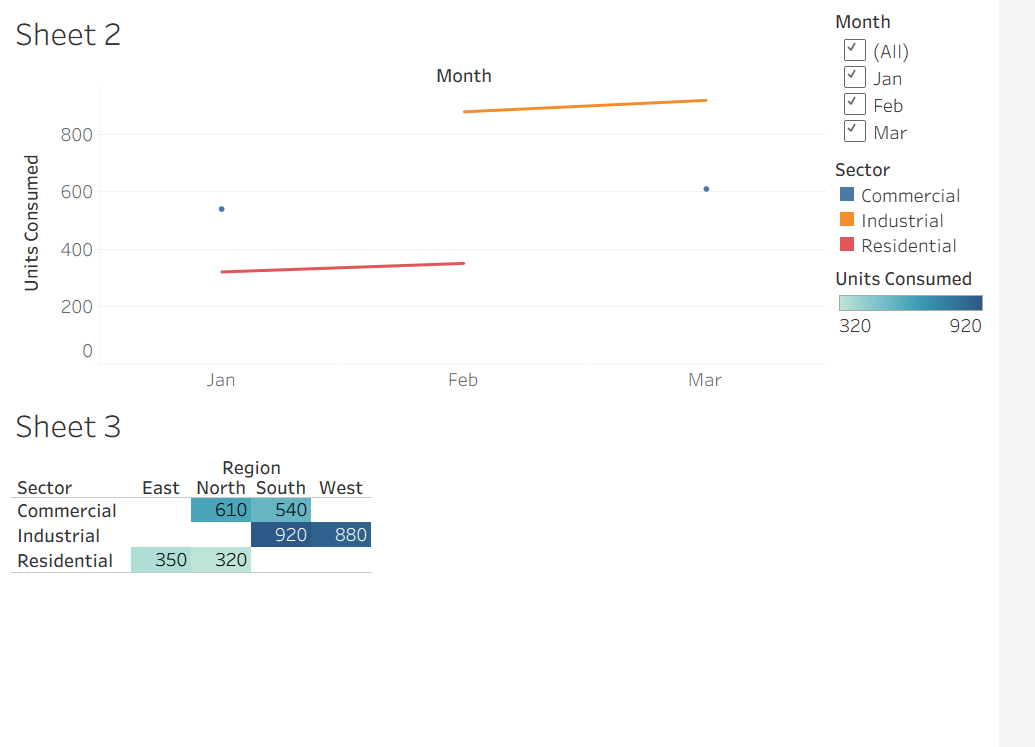 Sheet 2
Month
800
600
400
200
0
Units Consumed
Jan Feb Mar
Month
(All)
Jan
Feb
Mar
Sector
Commercial
Industrial
Residential
Units Consumed
320 920
Sheet 3
Region
Sector East North South West
Commercial 610 540
Industrial 920 880
Residential 350 320